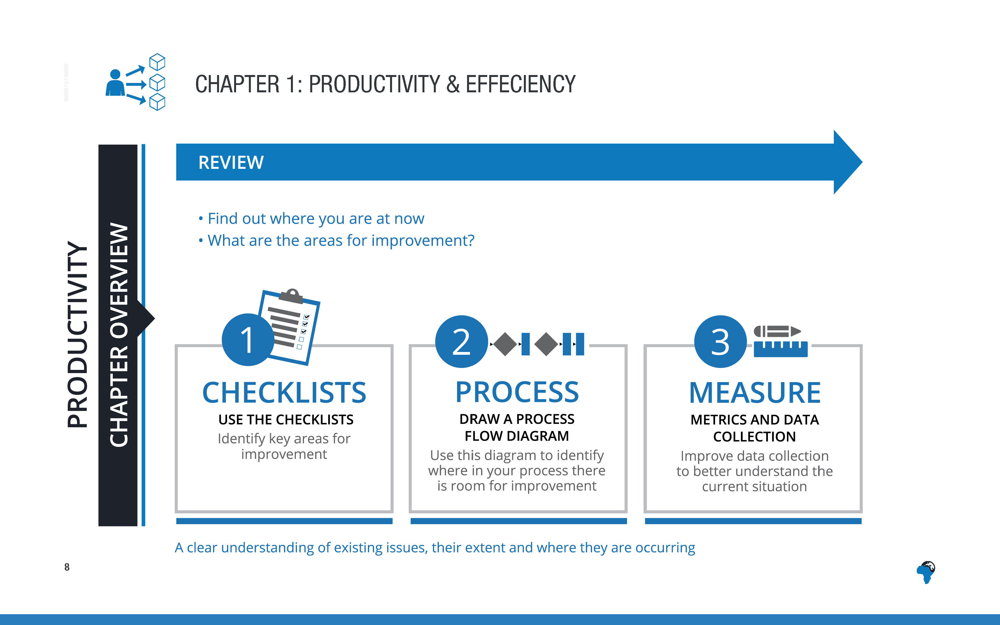 CHAPTER 1: PRODUCTIVITY & EFFECIENCY
PRODUCTIVITY
CHAPTER OVERVIEW
REVIEW
• Find out where you are at now
• What are the areas for improvement?
1
CHECKLISTS
USE THE CHECKLISTS
Identify key areas for
improvement
2
PROCESS
DRAW A PROCESS
FLOW DIAGRAM
Use this diagram to identify
where in your process there
is room for improvement
3
MEASURE
METRICS AND DATA
COLLECTION
Improve data collection
to better understand the
current situation
A clear understanding of existing issues, their extent and where they are occurring
8